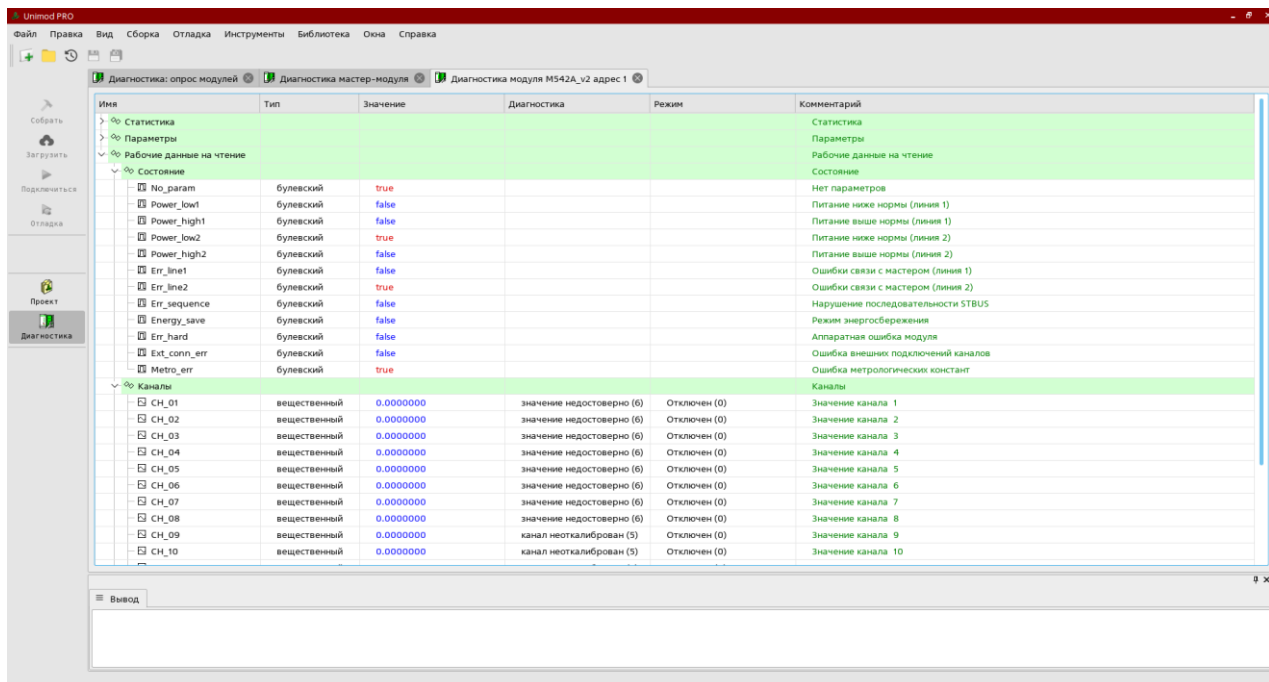 Unimod PRO
Файл Правка Вид Сборка Отладка Инструменты Библиотека Окна Справка
Диагностика: опрос модулей Диагностика мастер-модуля Диагностика модуля M542A_v2 адрес 1
Собрать
Загрузить
Подключиться
Отладка
Проект
Диагностика
Имя Тип Значение Диагностика Режим Комментарий
Статистика Статистика
Параметры Параметры
Рабочие данные на чтение Рабочие данные на чтение
Состояние Состояние
No_param булевский true Нет параметров
Power_low1 булевский false Питание ниже нормы (линия 1)
Power_high1 булевский false Питание выше нормы (линия 1)
Power_low2 булевский true Питание ниже нормы (линия 2)
Power_high2 булевский false Питание выше нормы (линия 2)
Err_line1 булевский false Ошибки связи с мастером (линия 1)
Err_line2 булевский true Ошибки связи с мастером (линия 2)
Err_sequence булевский false Нарушение последовательности STBUS
Energy_save булевский false Режим энергосбережения
Err_hard булевский false Аппаратная ошибка модуля
Ext_conn_err булевский false Ошибка внешних подключений каналов
Metro_err булевский true Ошибка метрологических констант
Каналы Каналы
CH_01 вещественный 0.0000000 значение недостоверно (6) Отключен (0) Значение канала 1
CH_02 вещественный 0.0000000 значение недостоверно (6) Отключен (0) Значение канала 2
CH_03 вещественный 0.0000000 значение недостоверно (6) Отключен (0) Значение канала 3
CH_04 вещественный 0.0000000 значение недостоверно (6) Отключен (0) Значение канала 4
CH_05 вещественный 0.0000000 значение недостоверно (6) Отключен (0) Значение канала 5
CH_06 вещественный 0.0000000 значение недостоверно (6) Отключен (0) Значение канала 6
CH_07 вещественный 0.0000000 значение недостоверно (6) Отключен (0) Значение канала 7
CH_08 вещественный 0.0000000 значение недостоверно (6) Отключен (0) Значение канала 8
CH_09 вещественный 0.0000000 канал неоткалиброван (5) Отключен (0) Значение канала 9
CH_10 вещественный 0.0000000 канал неоткалиброван (5) Отключен (0) Значение канала 10
Вывод